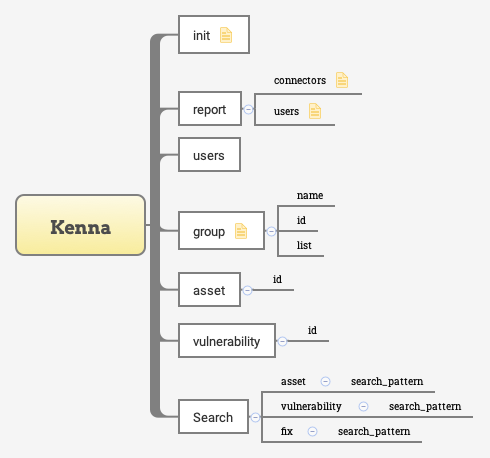 Kenna
init
report
connectors
users
users
group
name
id
list
asset
id
vulnerability
id
Search
asset search_pattern
vulnerability search_pattern
fix search_pattern